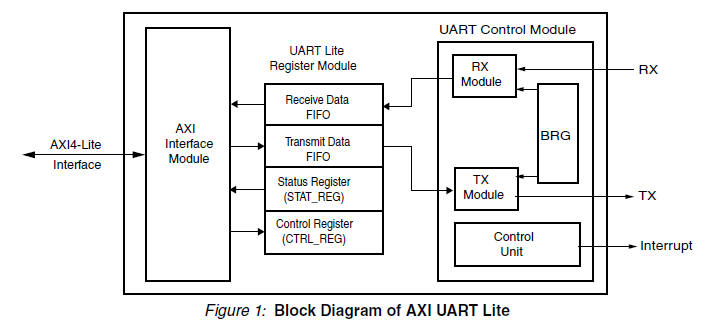 UART Control Module
UART Lite
Register Module
RX
Module
RX
Receive Data
FIFO
AXI
Interface
Module
AXI4-Lite
Interface
Transmit Data
FIFO
BRG
Status Register
(STAT_REG)
TX
Module
TX
Control Register
(CTRL_REG)
Control
Unit
Interrupt
Figure 1: Block Diagram of AXI UART Lite